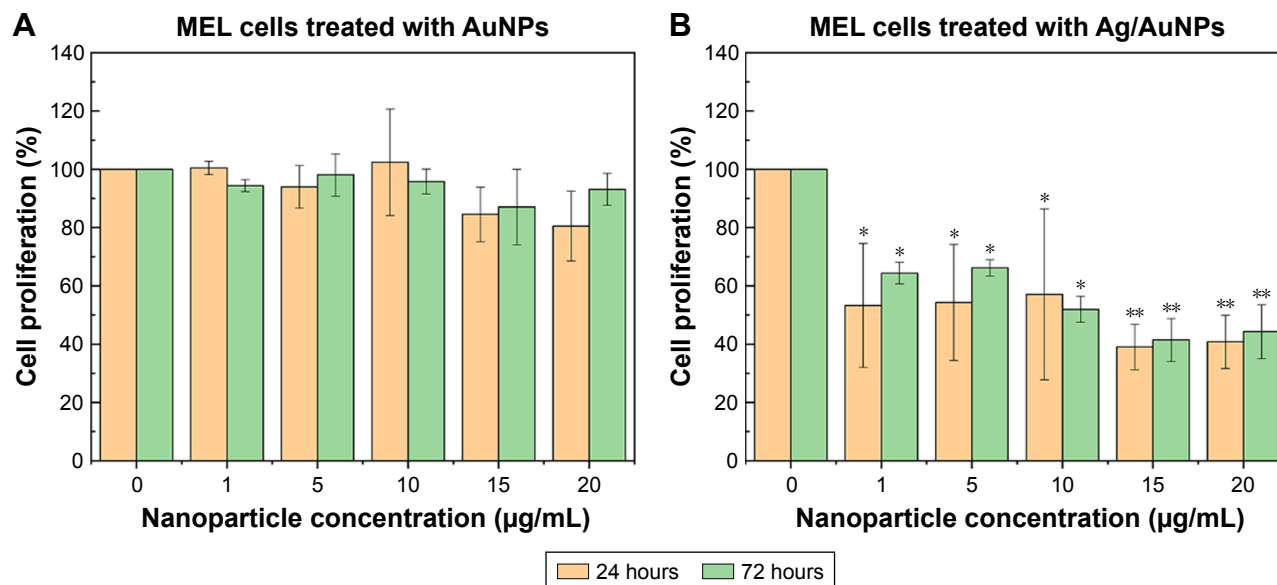 A
MEL cells treated with AuNPs
140
120
100
80
60
40
20
0
Cell proliferation (%)
0 1 5 10 15 20
Nanoparticle concentration (µg/mL)
B
MEL cells treated with Ag/AuNPs
140
120
100
80
60
40
20
0
Cell proliferation (%)
* * * * * * ** ** ** **
0 1 5 10 15 20
Nanoparticle concentration (µg/mL)
24 hours 72 hours